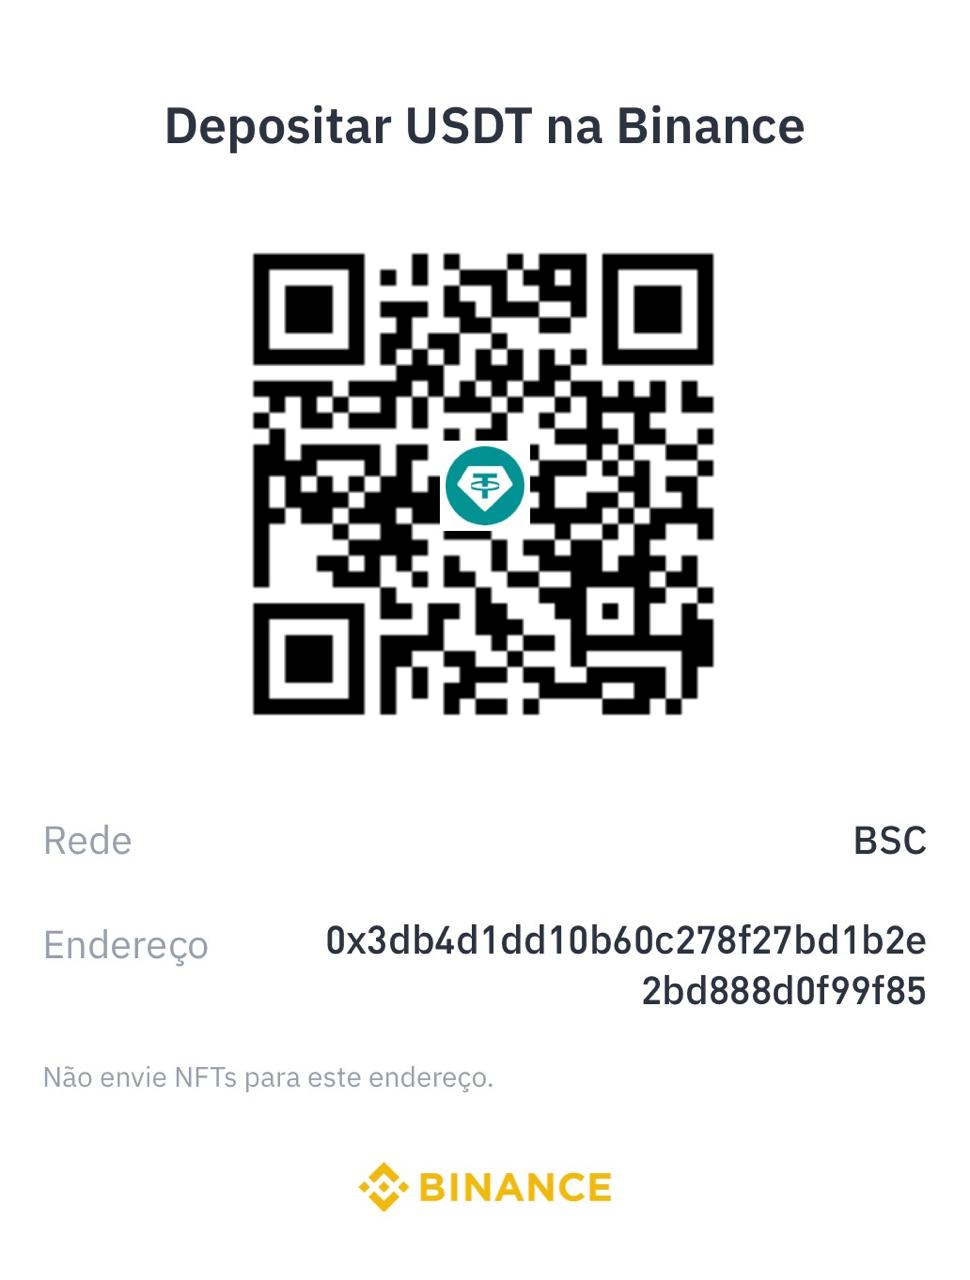 Depositar USDT na Binance
Rede
BSC
Endereço
0x3db4d1dd10b60c278f27bd1b2e
2bd888d0f99f85
Não envie NFTs para este endereço.
BINANCE